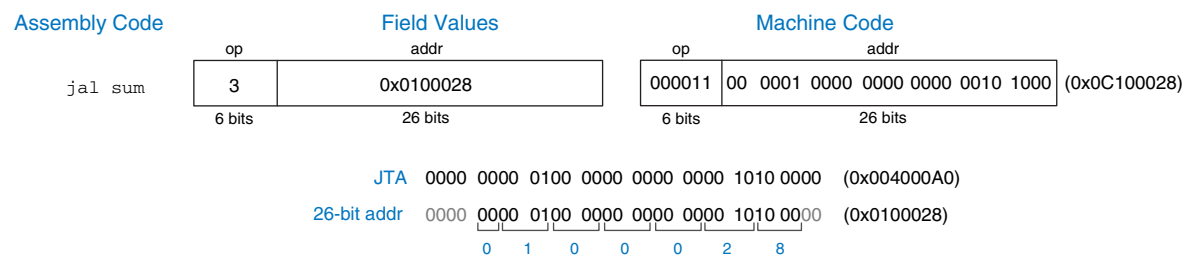 Assembly Code Field Values Machine Code
op addr op addr
jal sum 3 0x0100028 000011 00 0001 0000 0000 0000 0010 1000 (0x0C100028)
6 bits 26 bits 6 bits 26 bits
JTA 0000 0000 0100 0000 0000 0000 1010 0000 (0x004000A0)
26-bit addr 0000 0000 0100 0000 0000 0000 1010 0000 (0x0100028)
0 1 0 0 0 2 8